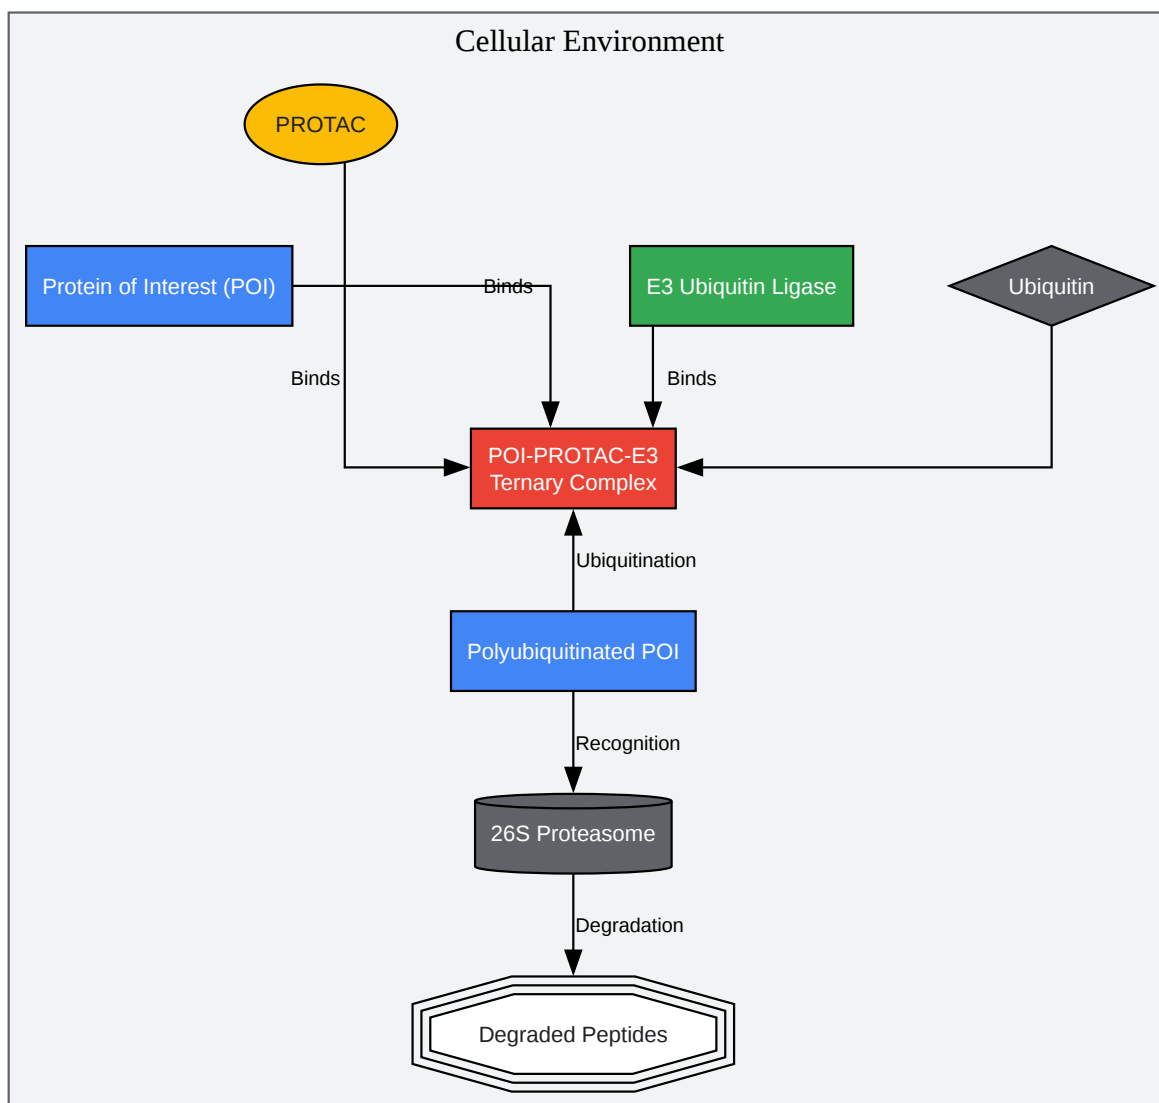 Cellular Environment
PROTAC
Protein of Interest (POI)
Binds
E3 Ubiquitin Ligase
Ubiquitin
Binds
Binds
POI-PROTAC-E3
Ternary Complex
Ubiquitination
Polyubiquitinated POI
Recognition
26S Proteasome
Degradation
Degraded Peptides